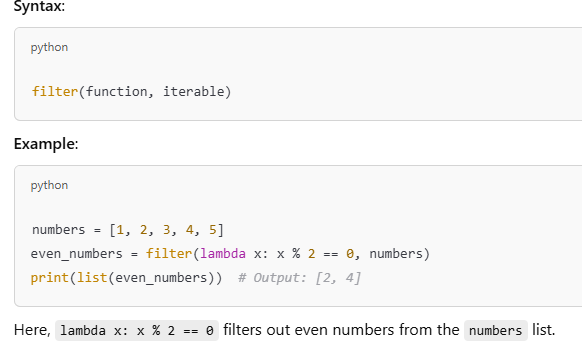 Syntax:
python
filter(function, iterable)
Example:
python
numbers = [1, 2, 3, 4, 5]
even_numbers = filter(lambda x: x % 2 == 0, numbers)
print(list(even_numbers))  # Output: [2, 4]
Here, lambda x: x % 2 == 0 filters out even numbers from the numbers list.